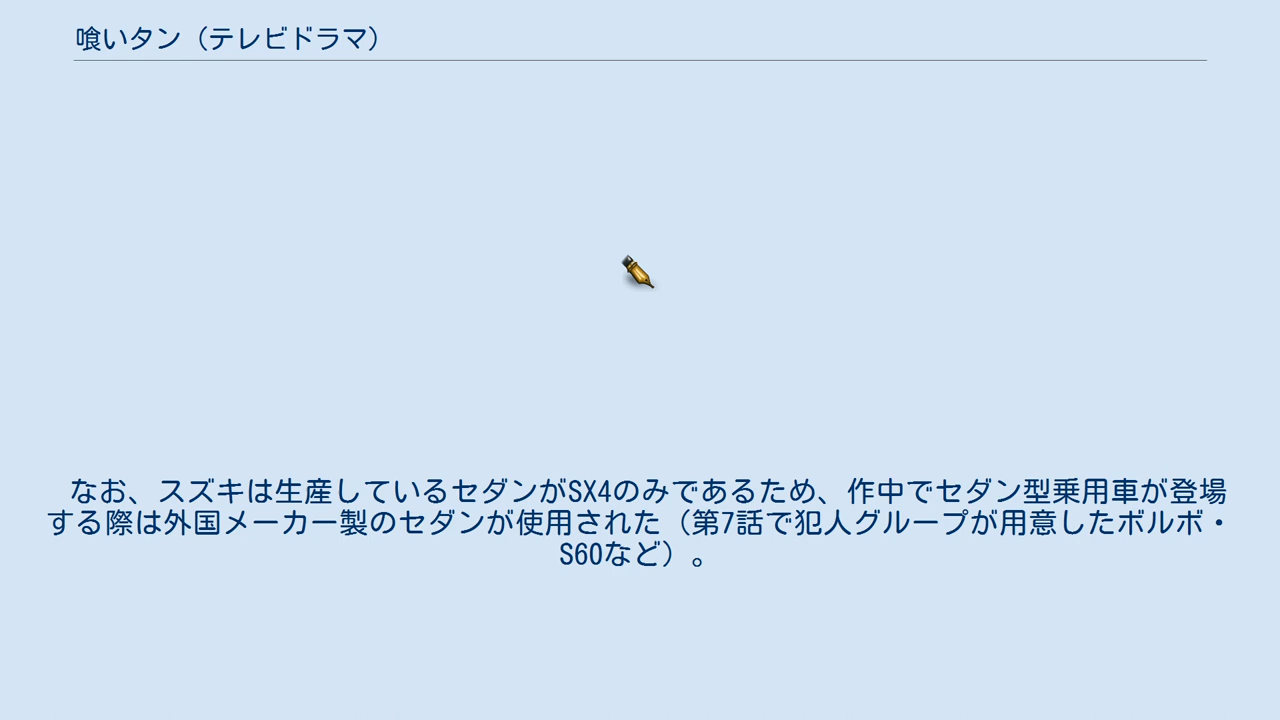 喰いタン（テレビドラマ）
なお、スズキは生産しているセダンがSX4のみであるため、作中でセダン型乗用車が登場
する際は外国メーカー製のセダンが使用された（第7話で犯人グループが用意したボルボ・
S60など）。